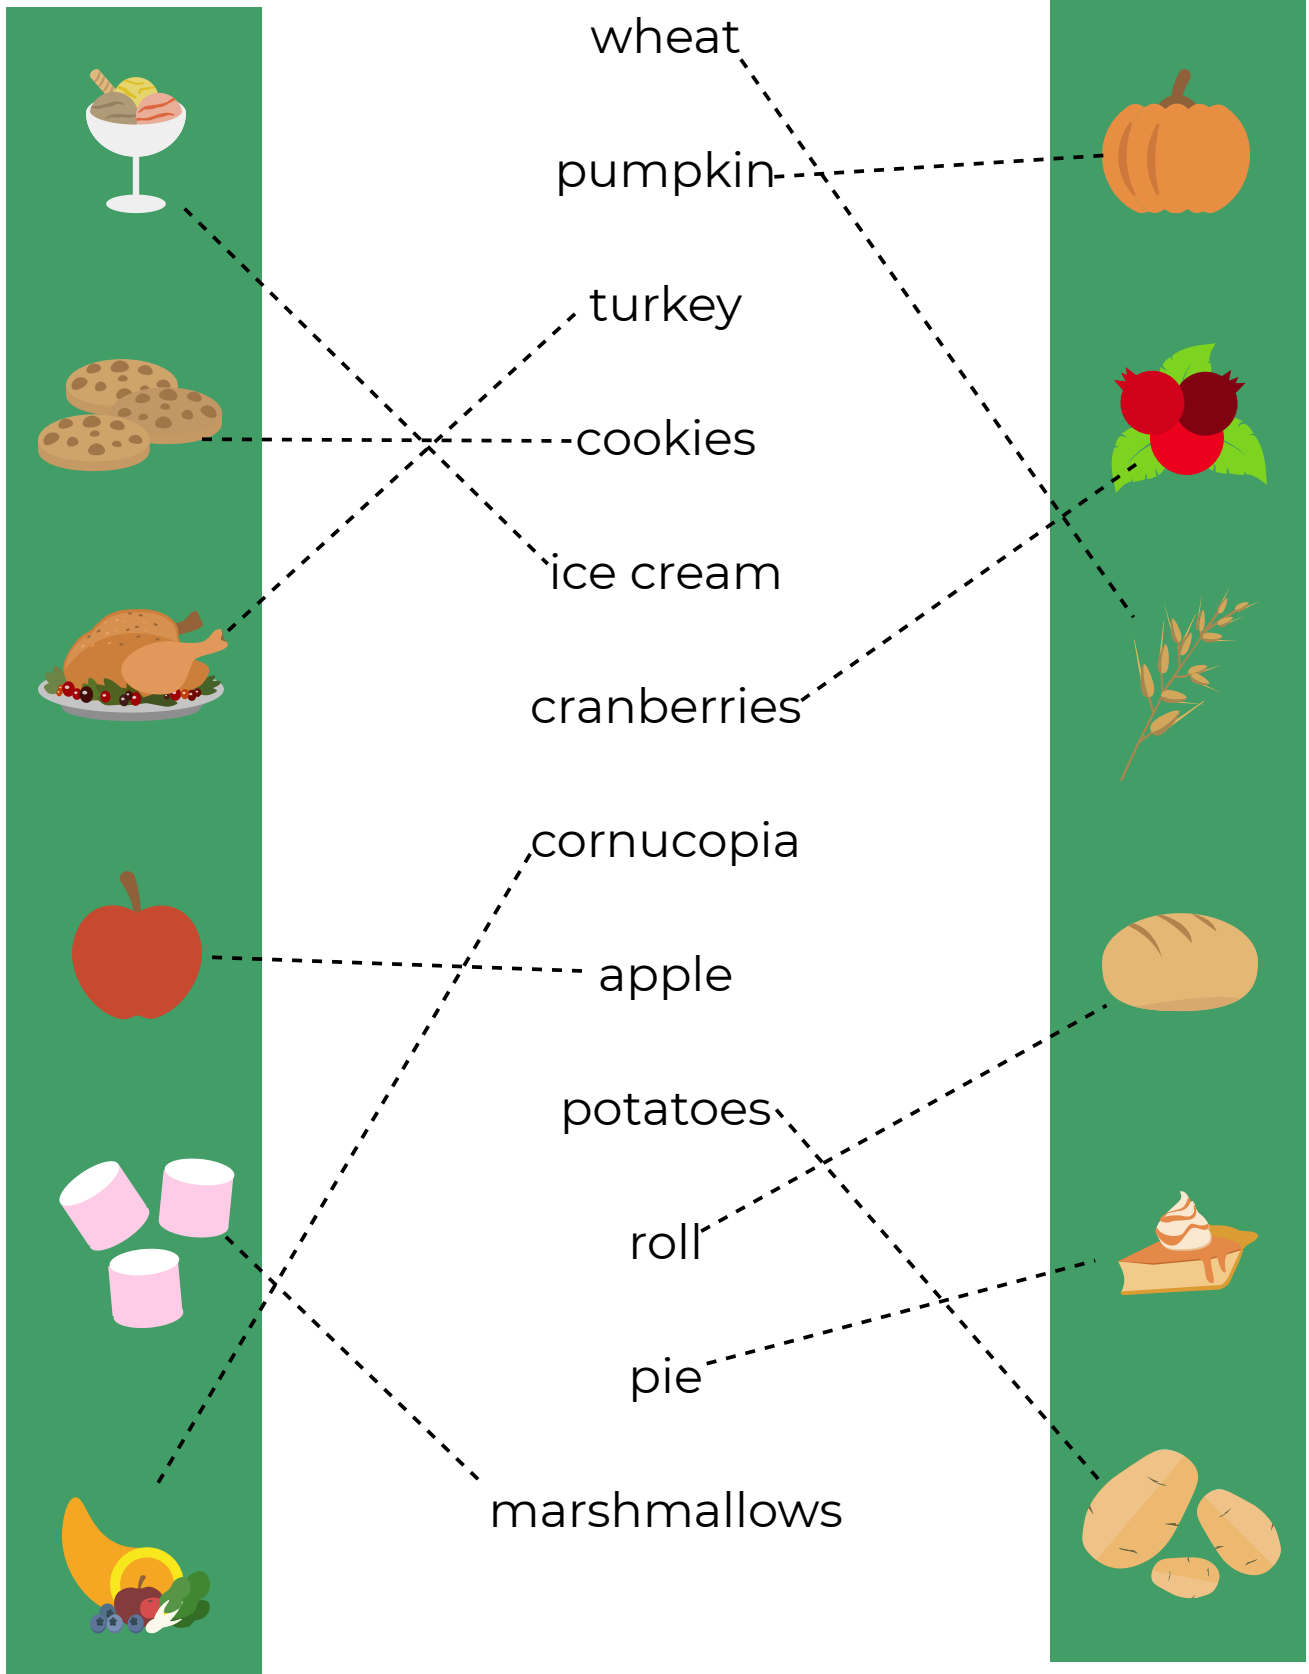 wheat
pumpkin
turkey
cookies
ice cream
cranberries
cornucopia
apple
potatoes
roll
pie
marshmallows